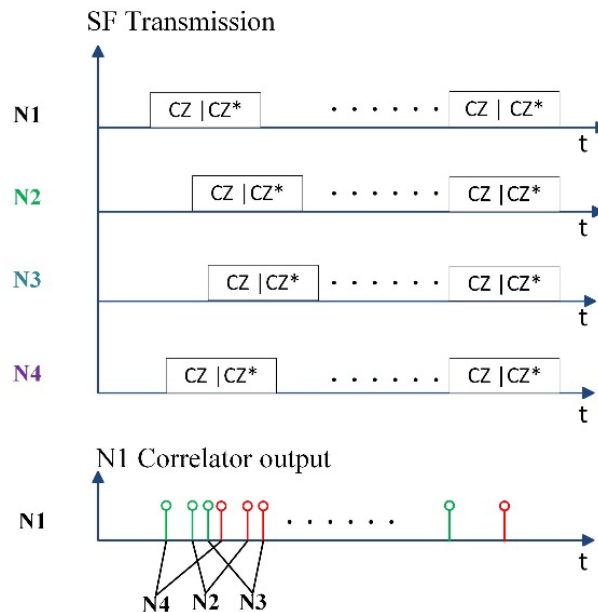 SF Transmission
N1 CZ |CZ* . . . . . . CZ | CZ* t
N2 CZ |CZ* . . . . . . CZ |CZ* t
N3 CZ |CZ* . . . . . . CZ |CZ* t
N4 CZ |CZ* . . . . . . CZ |CZ* t
N1 Correlator output
N1 . . . . . . t
N4 N2 N3